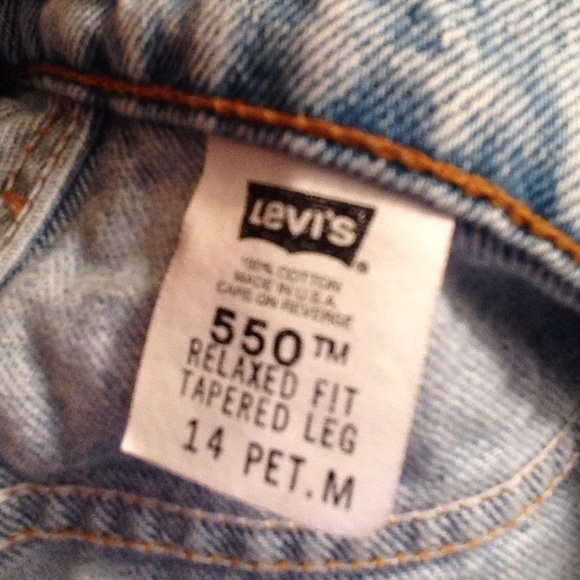 Levi's
100% COTTON
MADE IN U.S.A.
CARE ON REVERSE
550™
RELAXED FIT
TAPERED LEG
14 PET. M